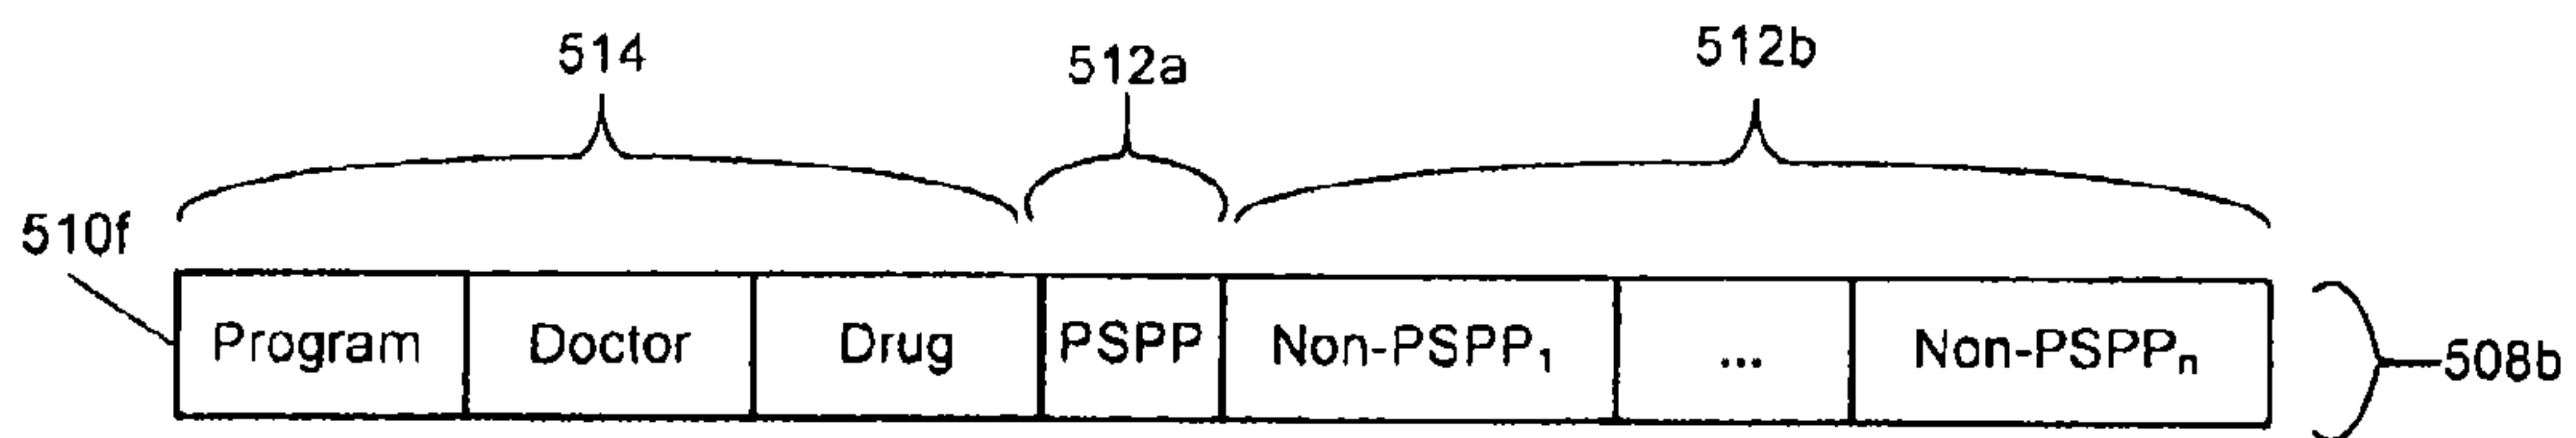 514 512a 512b
510f
Program Doctor Drug PSPP Non-PSPP₁ ... Non-PSPPₙ
508b